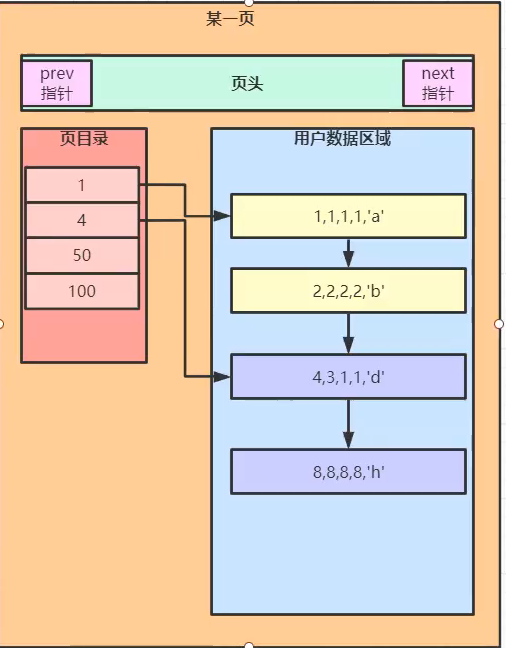 某一页
prev
指针
页头
next
指针
页目录
1
4
50
100
用户数据区域
1,1,1,1,'a'
2,2,2,2,'b'
4,3,1,1,'d'
8,8,8,8,'h'